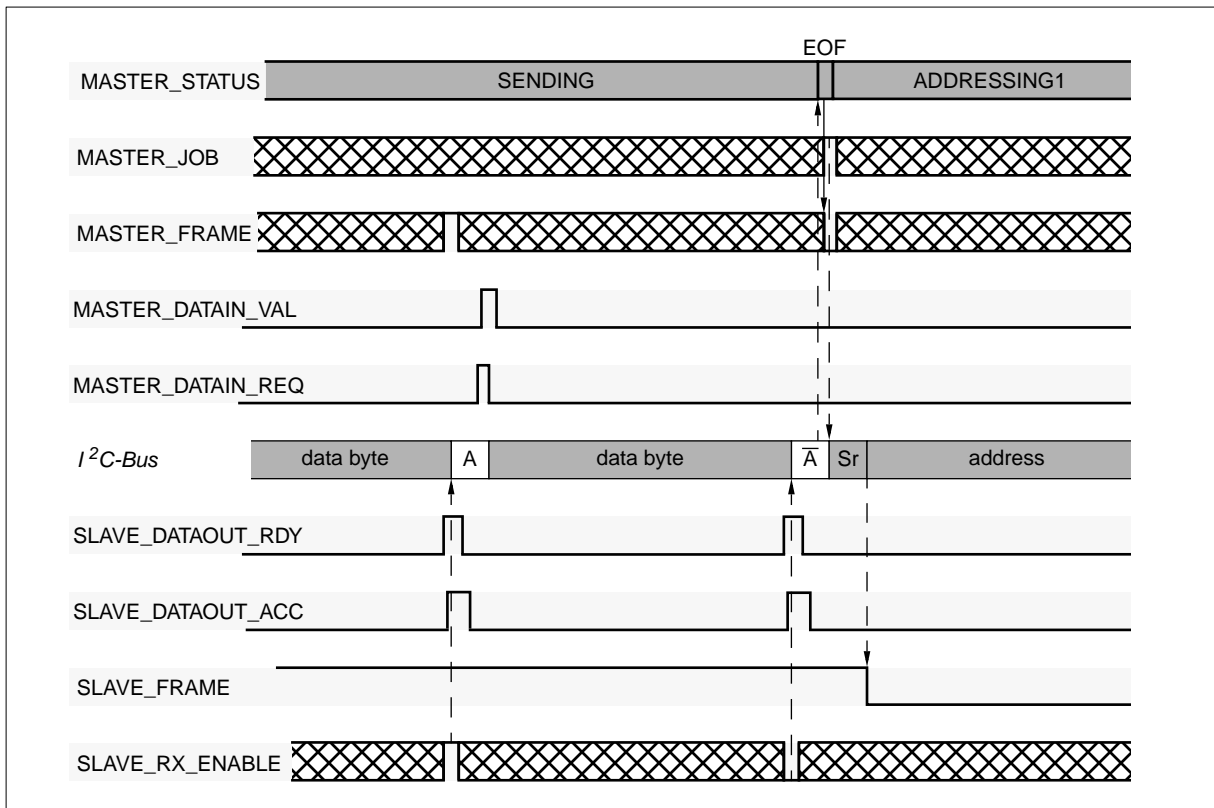 EOF
MASTER_STATUS SENDING ADDRESSING1
MASTER_JOB
MASTER_FRAME
MASTER_DATAIN_VAL
MASTER_DATAIN_REQ
I²C-Bus data byte A data byte A̅ Sr address
SLAVE_DATAOUT_RDY
SLAVE_DATAOUT_ACC
SLAVE_FRAME
SLAVE_RX_ENABLE